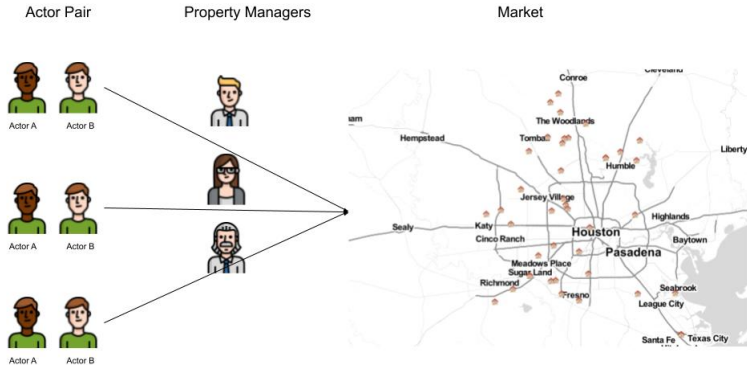 Actor Pair
Property Managers
Market
Actor A
Actor B
Actor A
Actor B
Actor A
Actor B
Conroe
Cleveland
The Woodlands
Hempstead
Tomba
Liberty
Humble
Jersey Village
Sealy
Katy
Highlands
Houston
Cinco Ranch
Baytown
Pasadena
Meadows Place
Sugar Land
Richmond
Seabrook
Fresno
League City
Santa Fe
Texas City